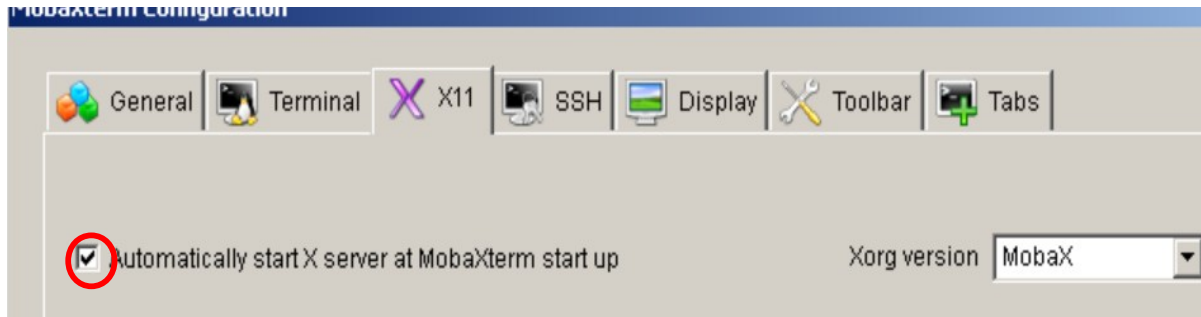 MobaXterm Configuration
General Terminal X11 SSH Display Toolbar Tabs
Automatically start X server at MobaXterm start up Xorg version MobaX